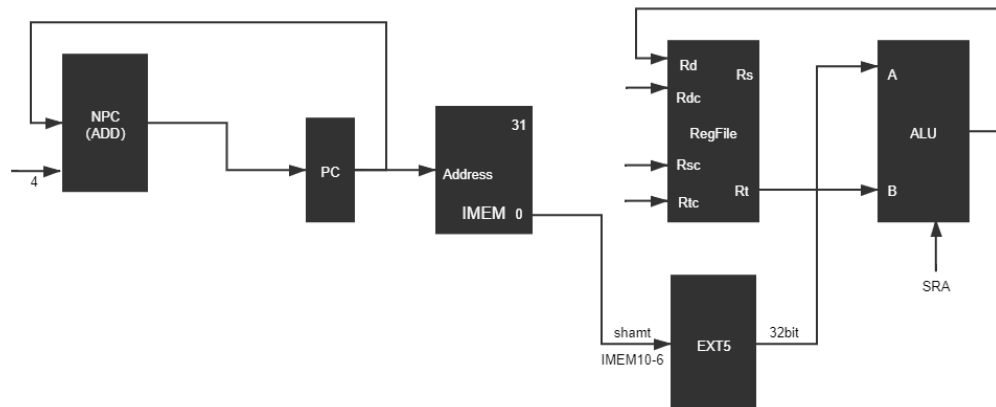 NPC
(ADD)
4
PC
31
Address
IMEM 0
Rd
Rs
Rdc
RegFile
Rsc
Rt
Rtc
A
ALU
B
SRA
shamt
IMEM10-6
EXT5
32bit